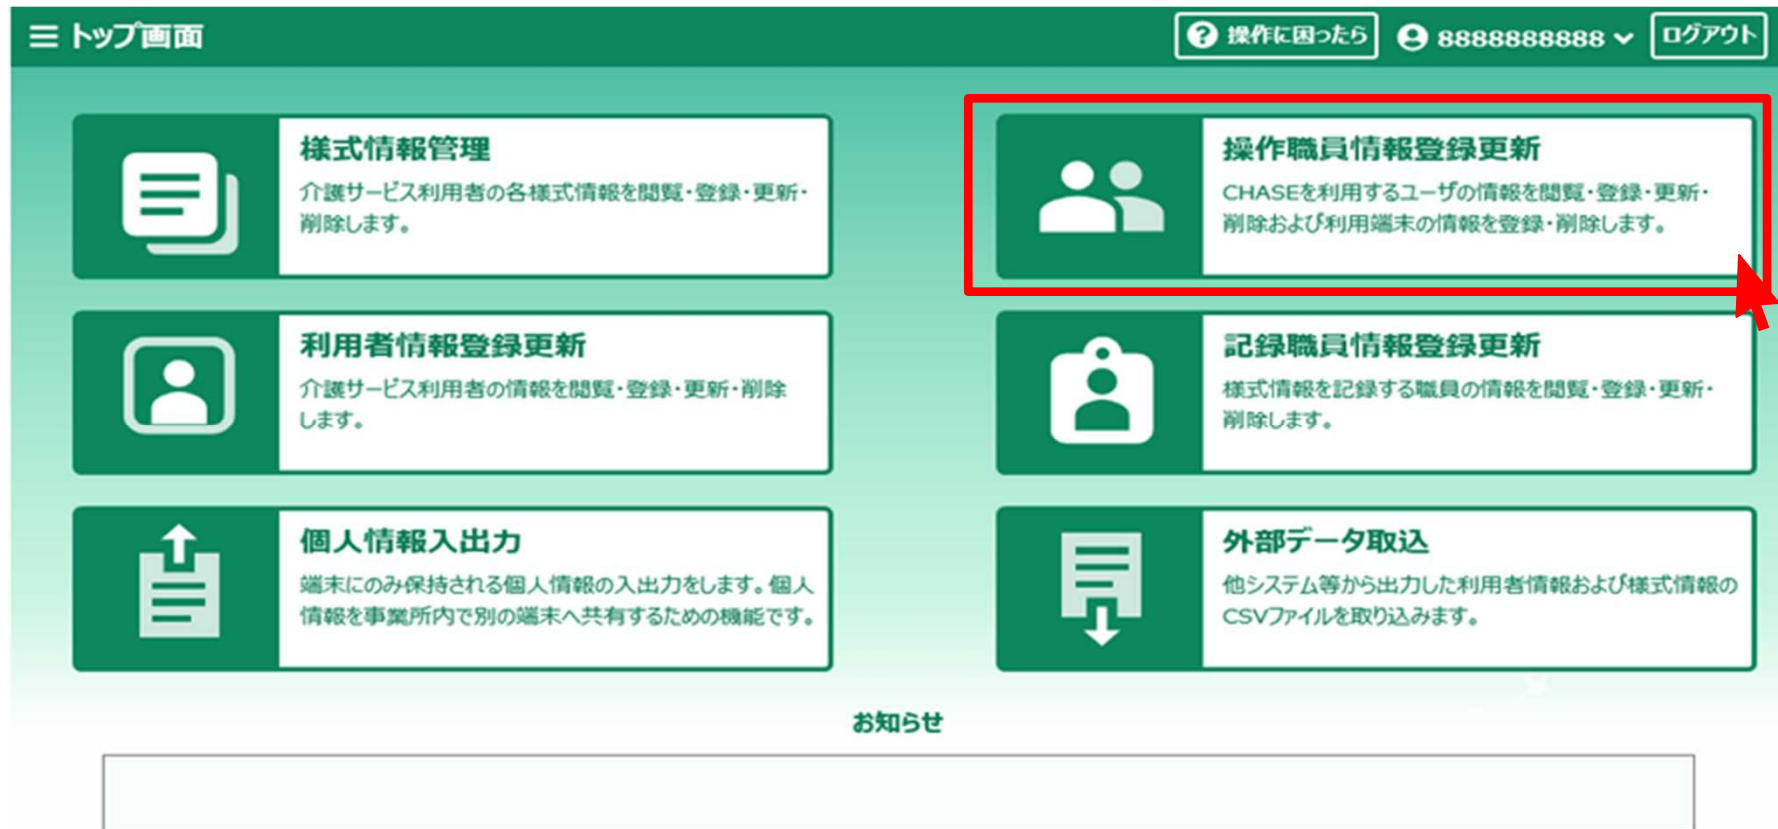 トップ画面
操作に困ったら
8888888888
ログアウト
様式情報管理
介護サービス利用者の各様式情報を閲覧・登録・更新・
削除します。
操作職員情報登録更新
CHASEを利用するユーザの情報を閲覧・登録・更新・
削除および利用端末の情報を登録・削除します。
利用者情報登録更新
介護サービス利用者の情報を閲覧・登録・更新・削除
します。
記録職員情報登録更新
様式情報を記録する職員の情報を閲覧・登録・更新・
削除します。
個人情報入出力
端末にのみ保持される個人情報の入出力をします。個人
情報を事業所内で別の端末へ共有するための機能です。
外部データ取込
他システム等から出力した利用者情報および様式情報の
CSVファイルを取り込みます。
お知らせ